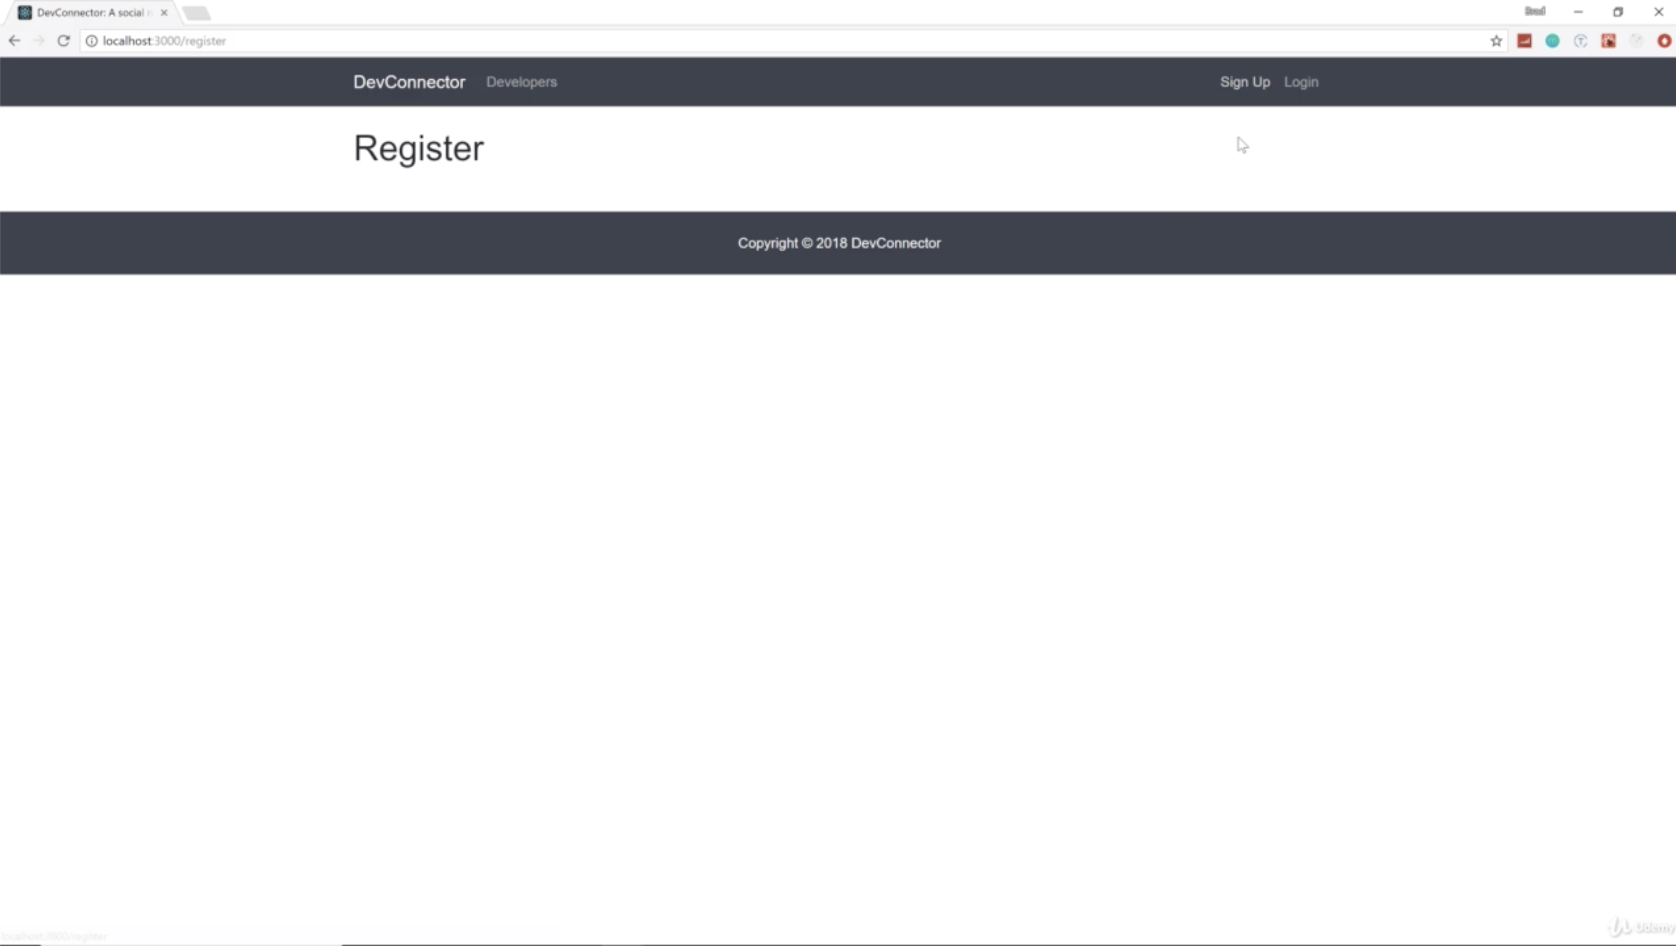 DevConnector: A social
Brad
localhost:3000/register
DevConnector Developers Sign Up Login
Register
Copyright © 2018 DevConnector
localhost:3000/register
Udemy